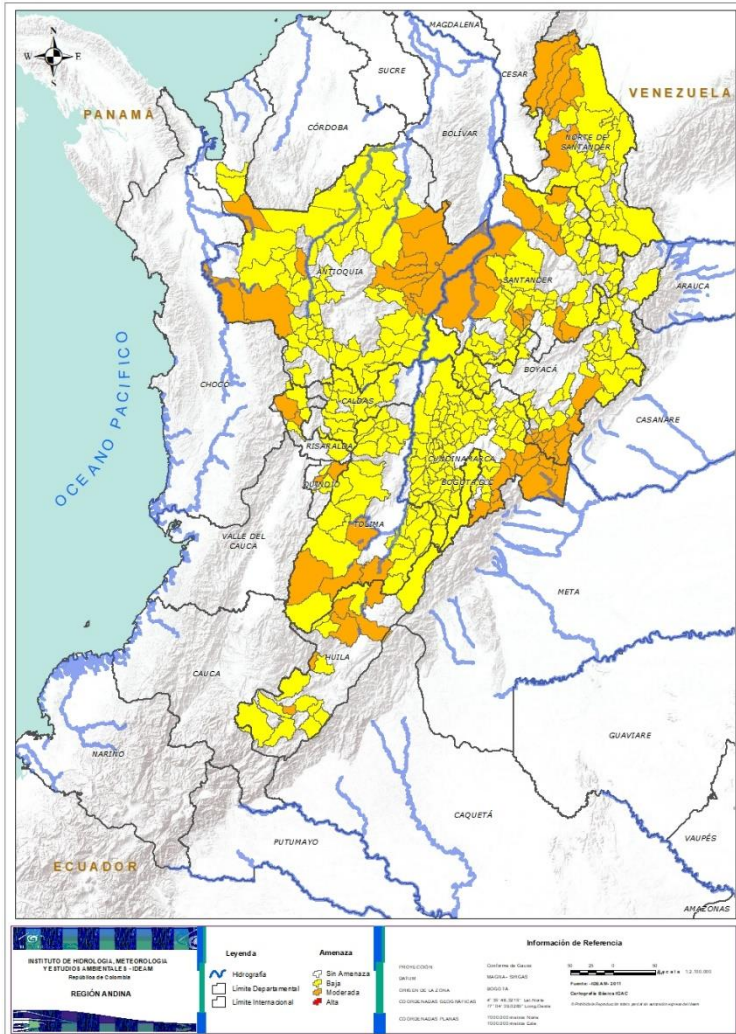 N
W E
S
MAGDALENA
CESAR
SUCRE
VENEZUELA
PANAMÁ
CÓRDOBA
BOLÍVAR
NORTE DE
SANTANDER
ANTIOQUIA
SANTANDER
ARAUCA
BOYACÁ
CHOCÓ
CASANARE
CALDAS
OCEANO PACIFICO
RISARALDA
CUNDINAMARCA
QUINDIO
BOGOTÁ D.C
TOLIMA
VALLE DEL
CAUCA
META
HUILA
CAUCA
GUAVIARE
NARIÑO
CAQUETÁ
VAUPÉS
PUTUMAYO
ECUADOR
AMAZONAS
INSTITUTO DE HIDROLOGIA, METEOROLOGIA
Y ESTUDIOS AMBIENTALES - IDEAM
República de Colombia
REGIÓN ANDINA
Leyenda
Hidrografía
Límite Departamental
Límite Internacional
Amenaza
Sin Amenaza
Baja
Moderada
Alta
Información de Referencia
PROYECCIÓN
DATUM
ORIGEN DE LA ZONA
BOGOTÁ
COORDENADAS GEOGRÁFICAS
COORDENADAS PLANAS
Fuente: IDEAM- 2011
Cartografía Básica IGAC